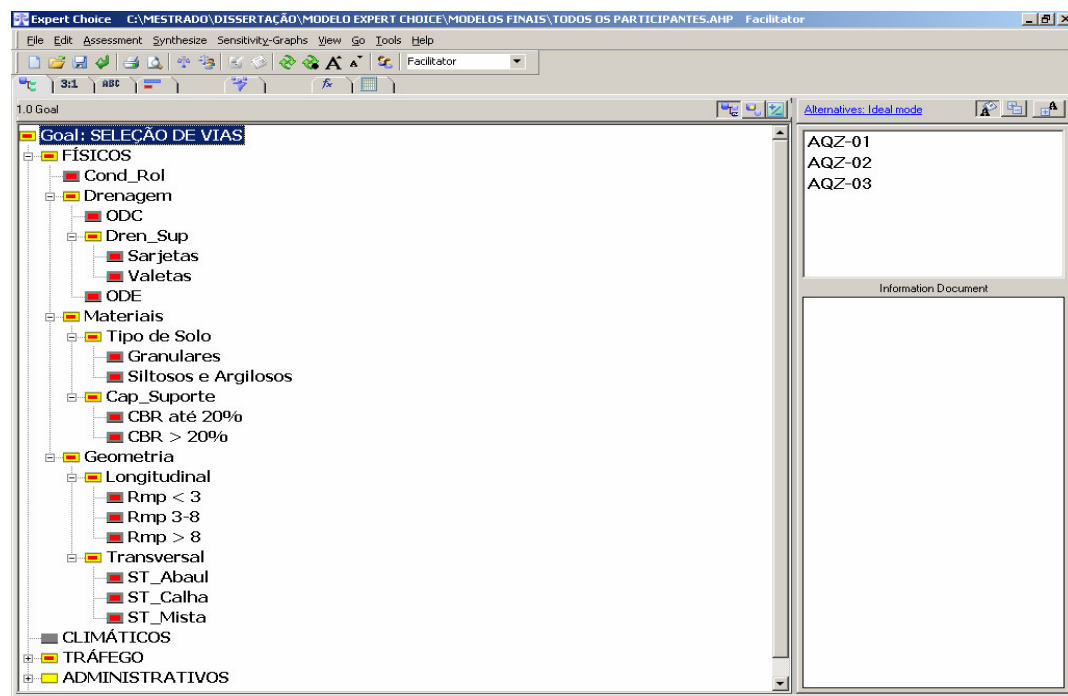 Expert Choice C:\MESTRADO\DISSERTAÇÃO\MODELO EXPERT CHOICE\MODELOS FINAIS\TODOS OS PARTICIPANTES.AHP Facilitator
File Edit Assessment Synthesize Sensitivity-Graphs View Go Tools Help
A A Facilitator
3:1 ABC fx
1.0 Goal
Alternatives: Ideal mode
Goal: SELEÇÃO DE VIAS
FÍSICOS
Cond_Rol
Drenagem
ODC
Dren_Sup
Sarjetas
Valetas
ODE
Materiais
Tipo de Solo
Granulares
Siltosos e Argilosos
Cap_Suporte
CBR até 20%
CBR > 20%
Geometria
Longitudinal
Rmp < 3
Rmp 3-8
Rmp > 8
Transversal
ST_Abaul
ST_Calha
ST_Mista
CLIMÁTICOS
TRÁFEGO
ADMINISTRATIVOS
AQZ-01
AQZ-02
AQZ-03
Information Document